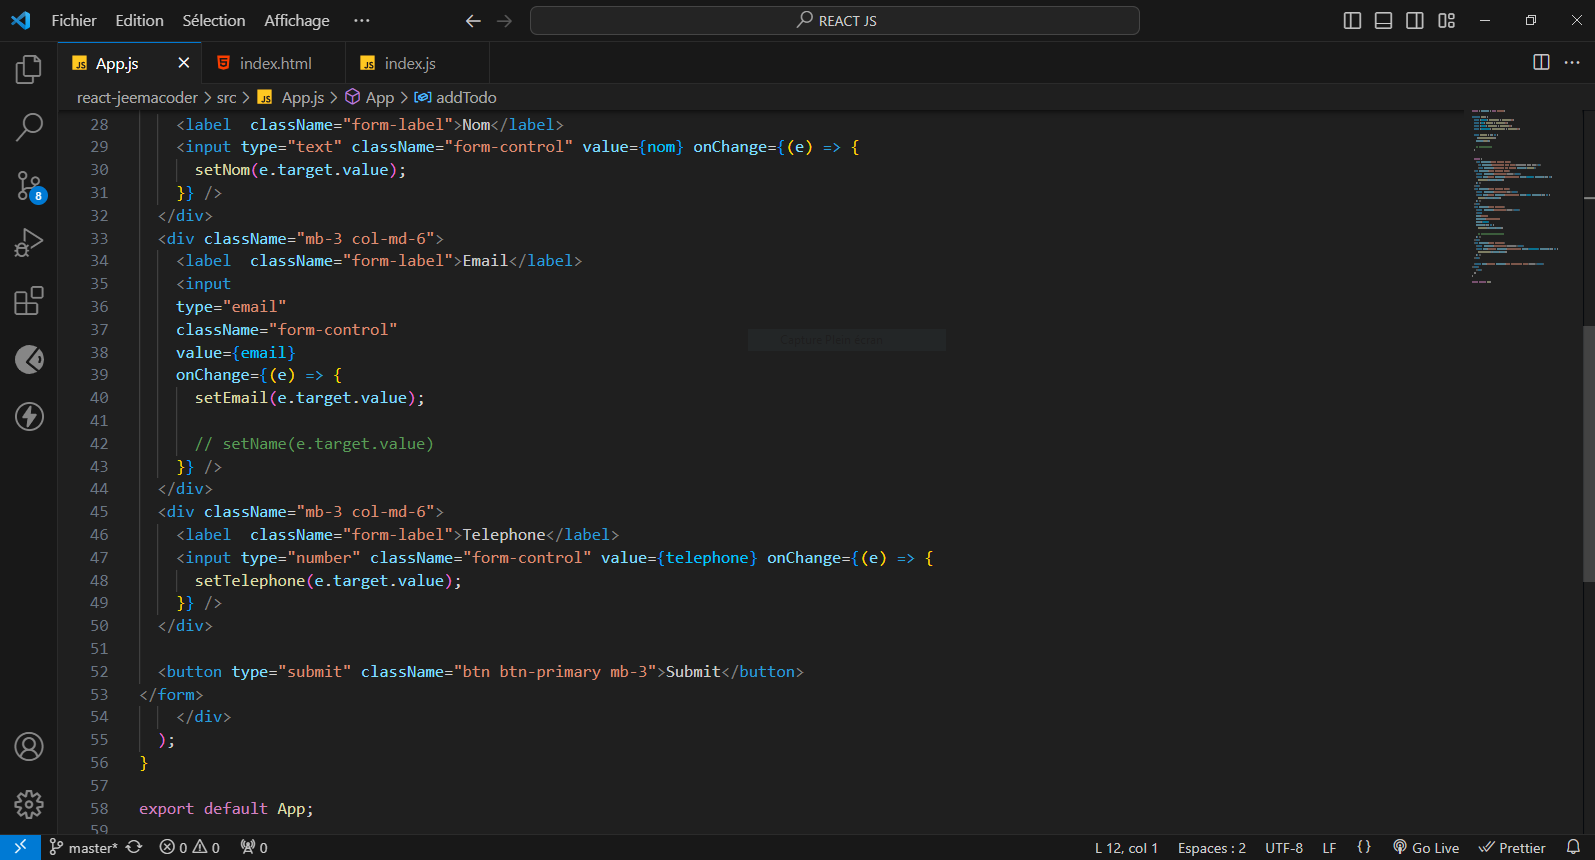 Fichier Edition Sélection Affichage ··· REACT JS
JS App.js index.html JS index.js
react-jeemacoder > src > JS App.js > App > addTodo
28 <label  className="form-label">Nom</label>
29 <input type="text" className="form-control" value={nom} onChange={(e) => {
30 setNom(e.target.value);
31 }} />
32 </div>
33 <div className="mb-3 col-md-6">
34 <label  className="form-label">Email</label>
35 <input
36 type="email"
37 className="form-control"
38 value={email}
39 onChange={(e) => {
40 setEmail(e.target.value);
41
42 // setName(e.target.value)
43 }} />
44 </div>
45 <div className="mb-3 col-md-6">
46 <label  className="form-label">Telephone</label>
47 <input type="number" className="form-control" value={telephone} onChange={(e) => {
48 setTelephone(e.target.value);
49 }} />
50 </div>
51
52 <button type="submit" className="btn btn-primary mb-3">Submit</button>
53 </form>
54 </div>
55 );
56 }
57
58 export default App;
59
8
master* 0 0 0 L 12, col 1 Espaces : 2 UTF-8 LF {} Go Live Prettier